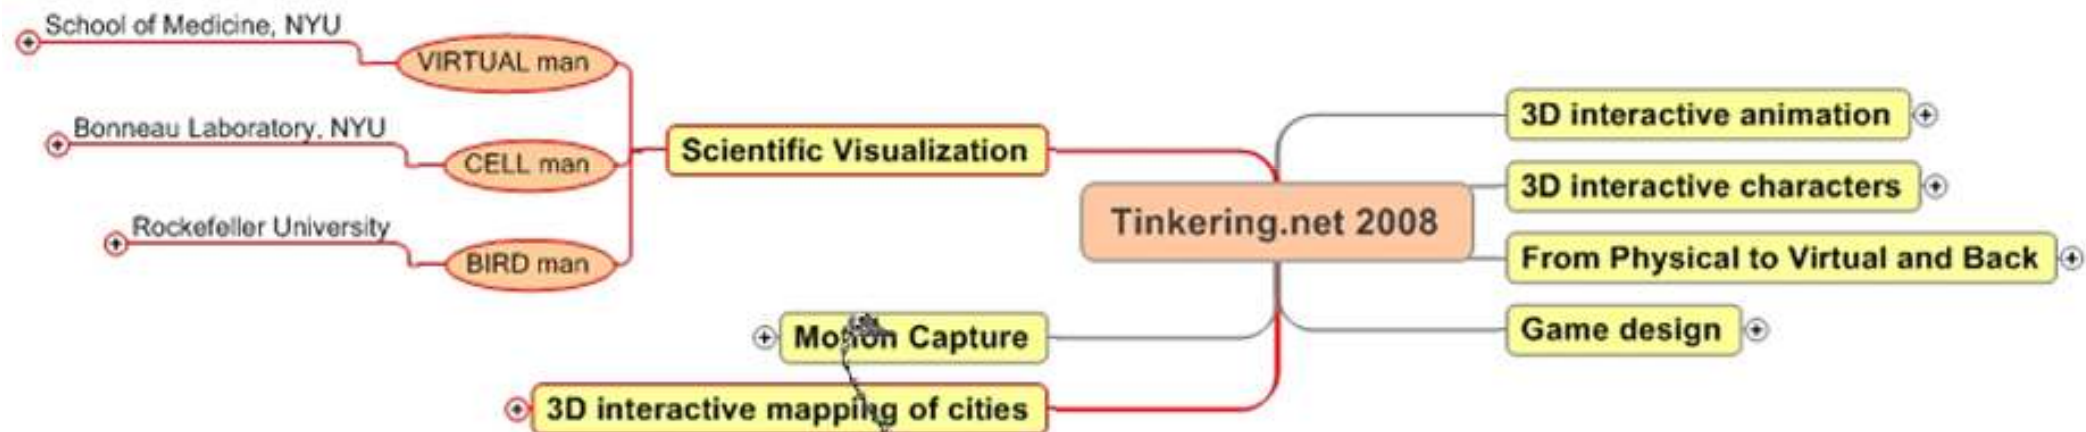 School of Medicine, NYU
VIRTUAL man
Bonneau Laboratory, NYU
CELL man
Rockefeller University
BIRD man
Scientific Visualization
Motion Capture
3D interactive mapping of cities
Tinkering.net 2008
3D interactive animation
3D interactive characters
From Physical to Virtual and Back
Game design